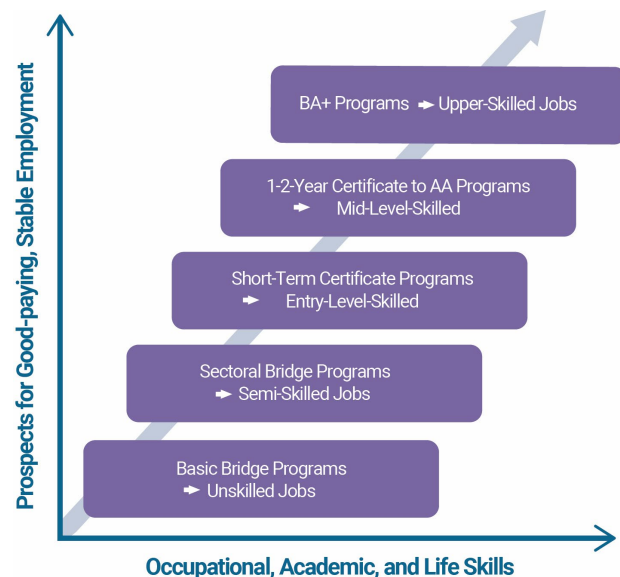 Prospects for Good-paying, Stable Employment
BA+ Programs → Upper-Skilled Jobs
1-2-Year Certificate to AA Programs
→ Mid-Level-Skilled
Short-Term Certificate Programs
→ Entry-Level-Skilled
Sectoral Bridge Programs
→ Semi-Skilled Jobs
Basic Bridge Programs
→ Unskilled Jobs
Occupational, Academic, and Life Skills